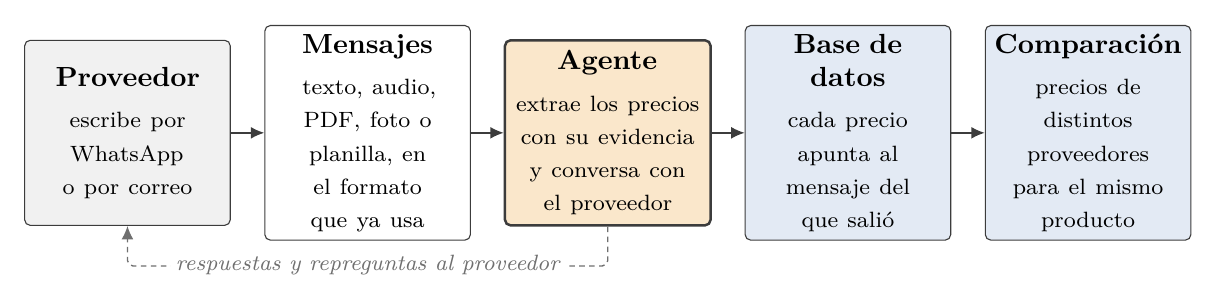 Proveedor
escribe por
WhatsApp
o por correo
Mensajes
texto, audio,
PDF, foto o
planilla, en
el formato
que ya usa
Agente
extrae los precios
con su evidencia
y conversa con
el proveedor
Base de
datos
cada precio
apunta al
mensaje del
que salió
Comparación
precios de
distintos
proveedores
para el mismo
producto
respuestas y repreguntas al proveedor